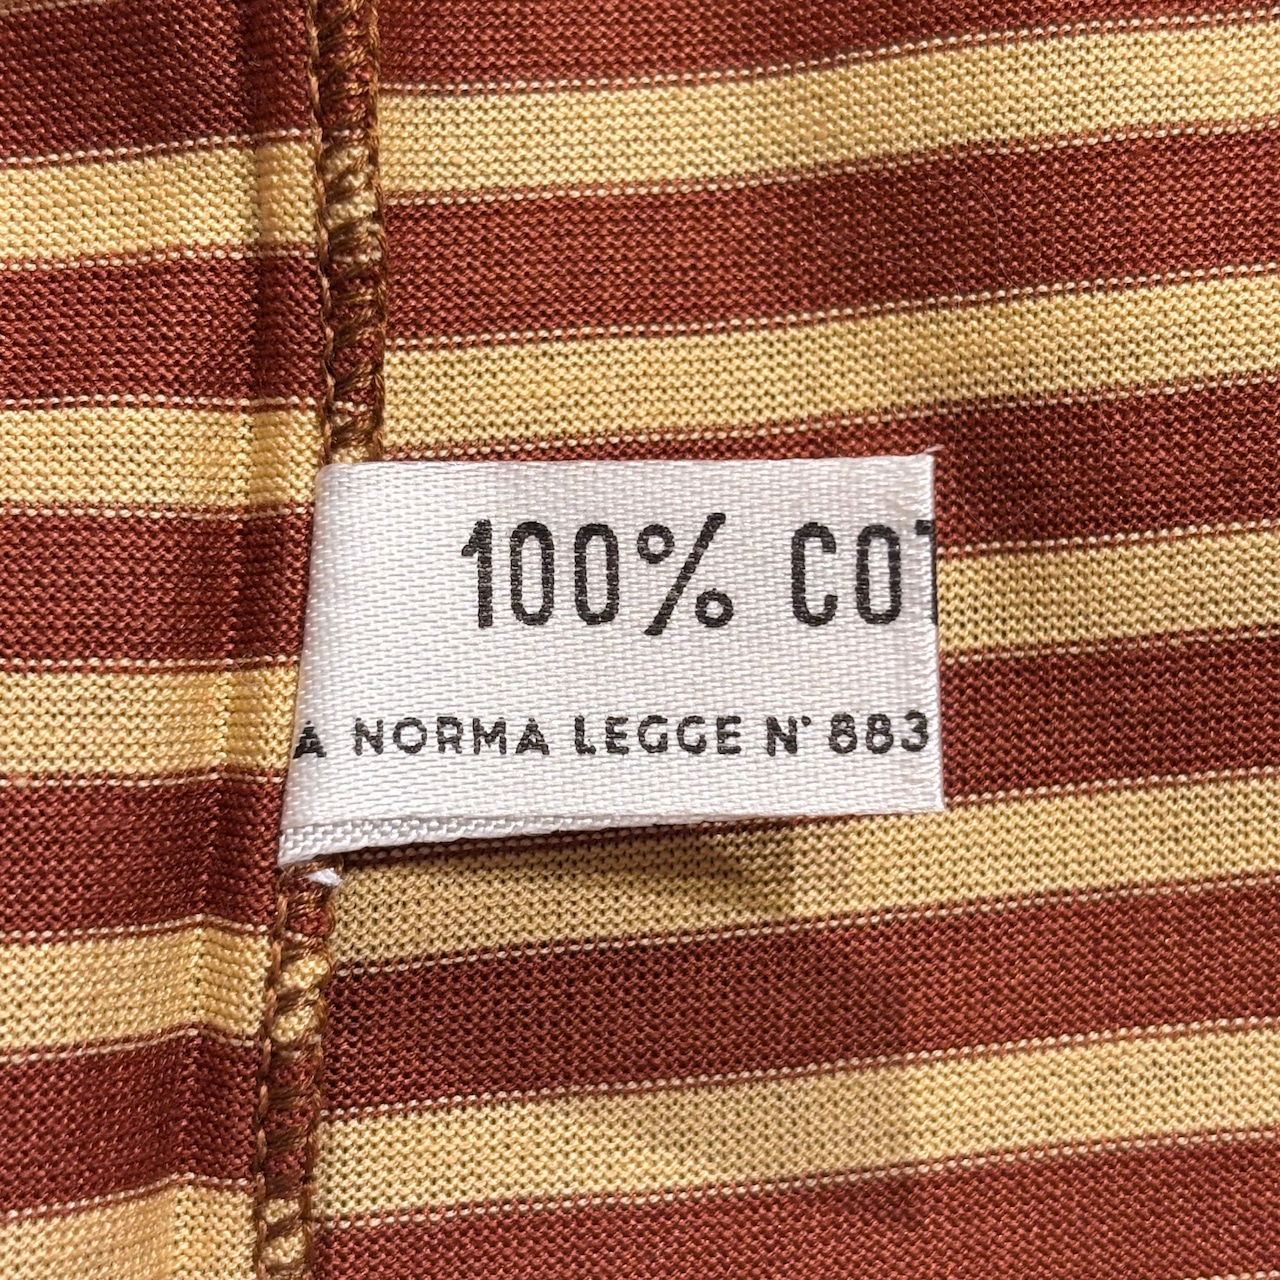 100% COT
A NORMA LEGGE N° 883